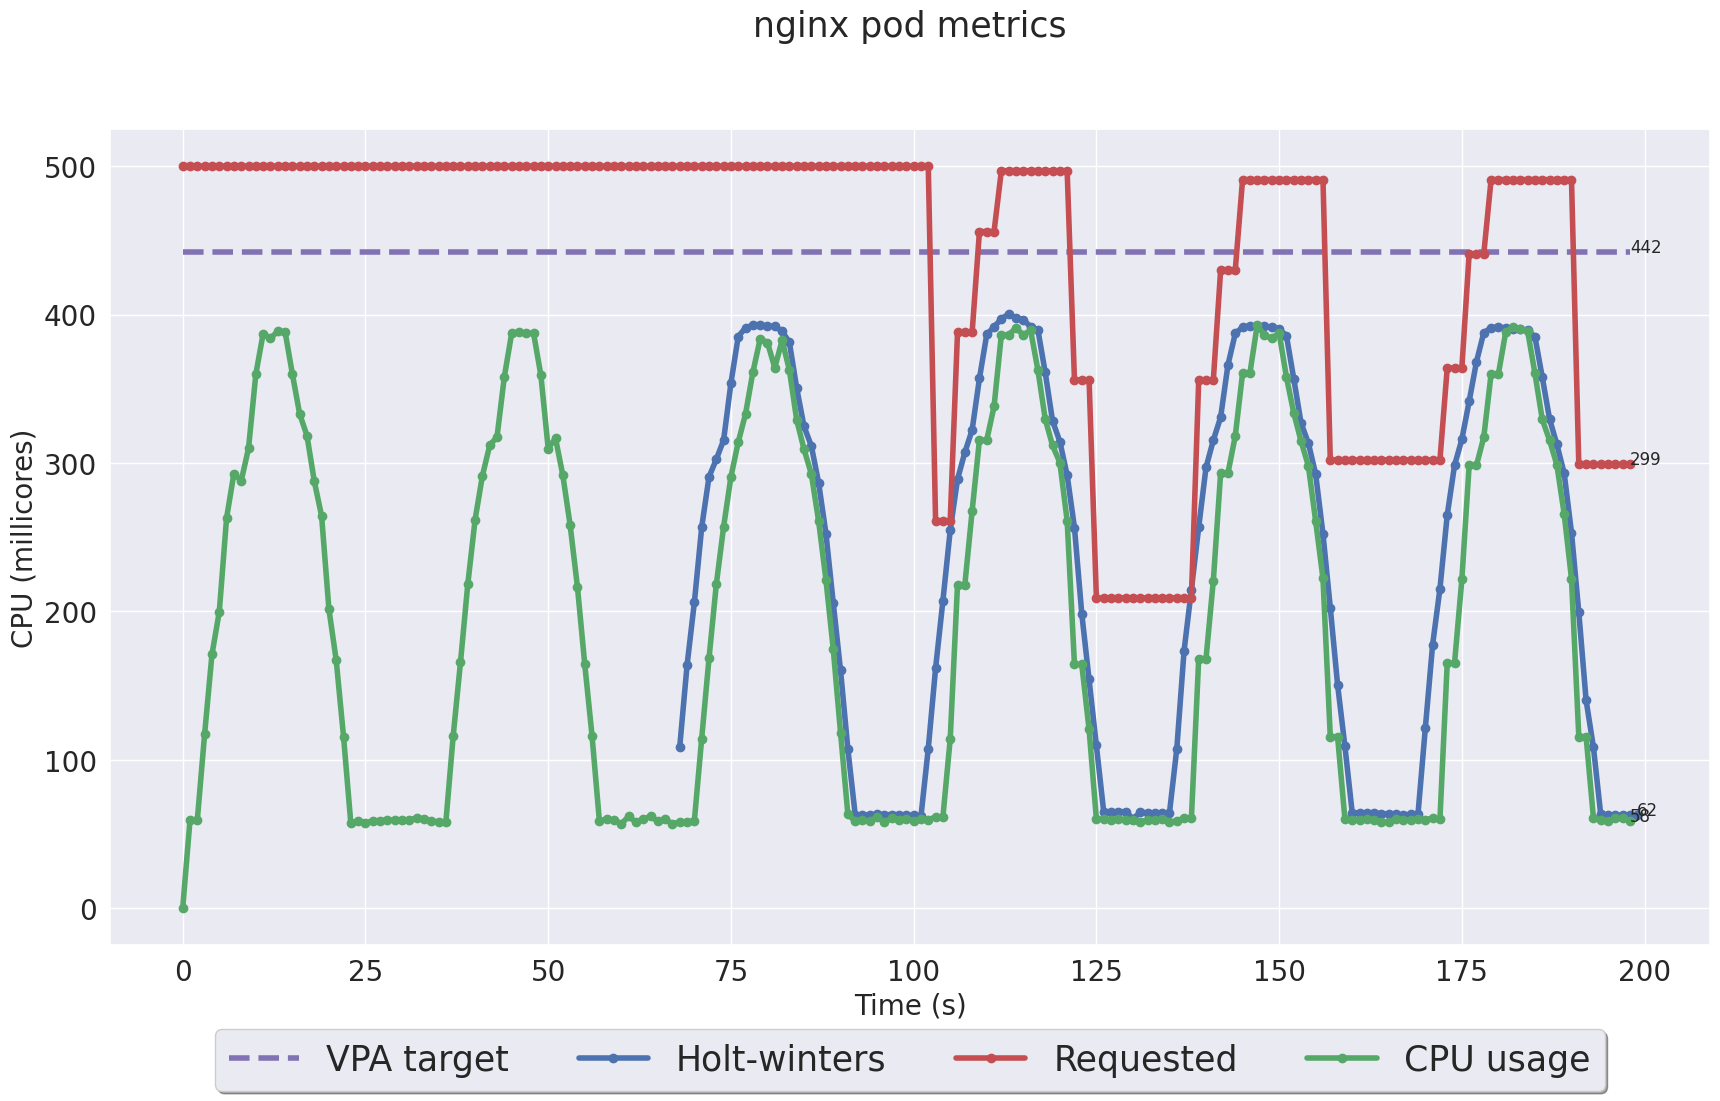 nginx pod metrics
500
400
300
200
100
0
CPU (millicores)
442
299
62
58
0 25 50 75 100 125 150 175 200
Time (s)
VPA target Holt-winters Requested CPU usage